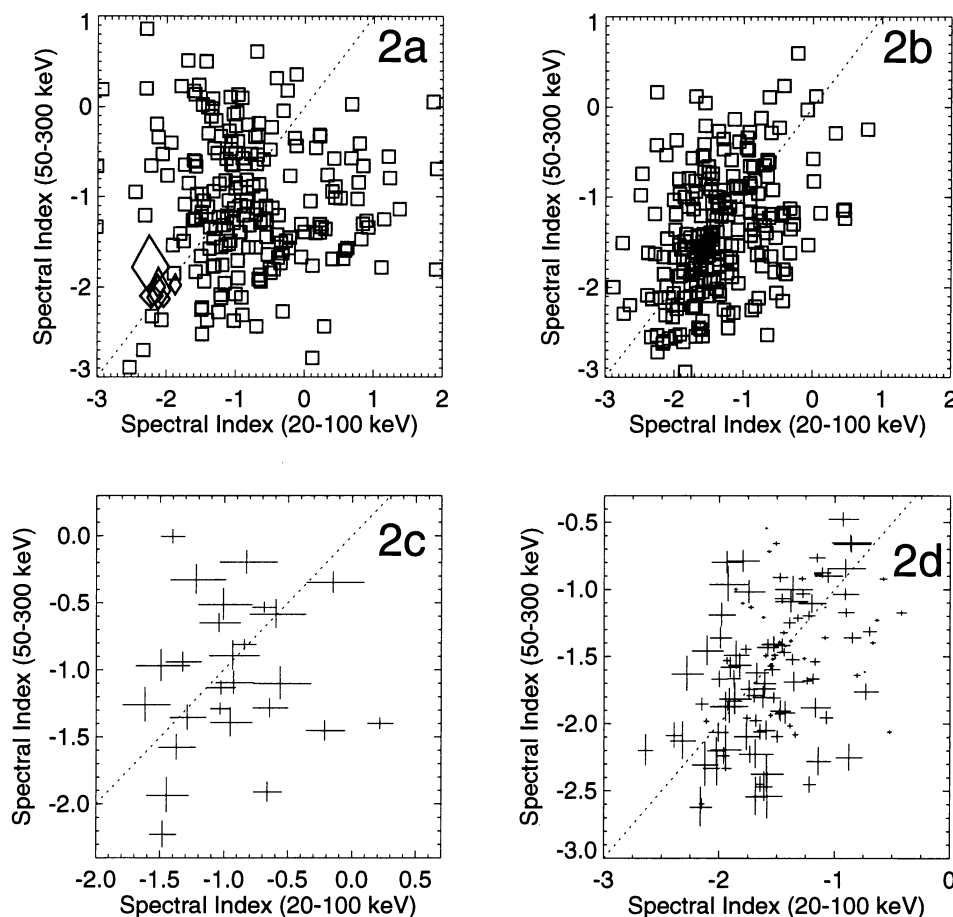 2a
1
0
-1
-2
-3
Spectral Index (50-300 keV)
-3 -2 -1 0 1 2
Spectral Index (20-100 keV)
2b
1
0
-1
-2
-3
Spectral Index (50-300 keV)
-3 -2 -1 0 1 2
Spectral Index (20-100 keV)
2c
0.0
-0.5
-1.0
-1.5
-2.0
Spectral Index (50-300 keV)
-2.0 -1.5 -1.0 -0.5 0.0 0.5
Spectral Index (20-100 keV)
2d
-0.5
-1.0
-1.5
-2.0
-2.5
-3.0
Spectral Index (50-300 keV)
-3 -2 -1 0
Spectral Index (20-100 keV)